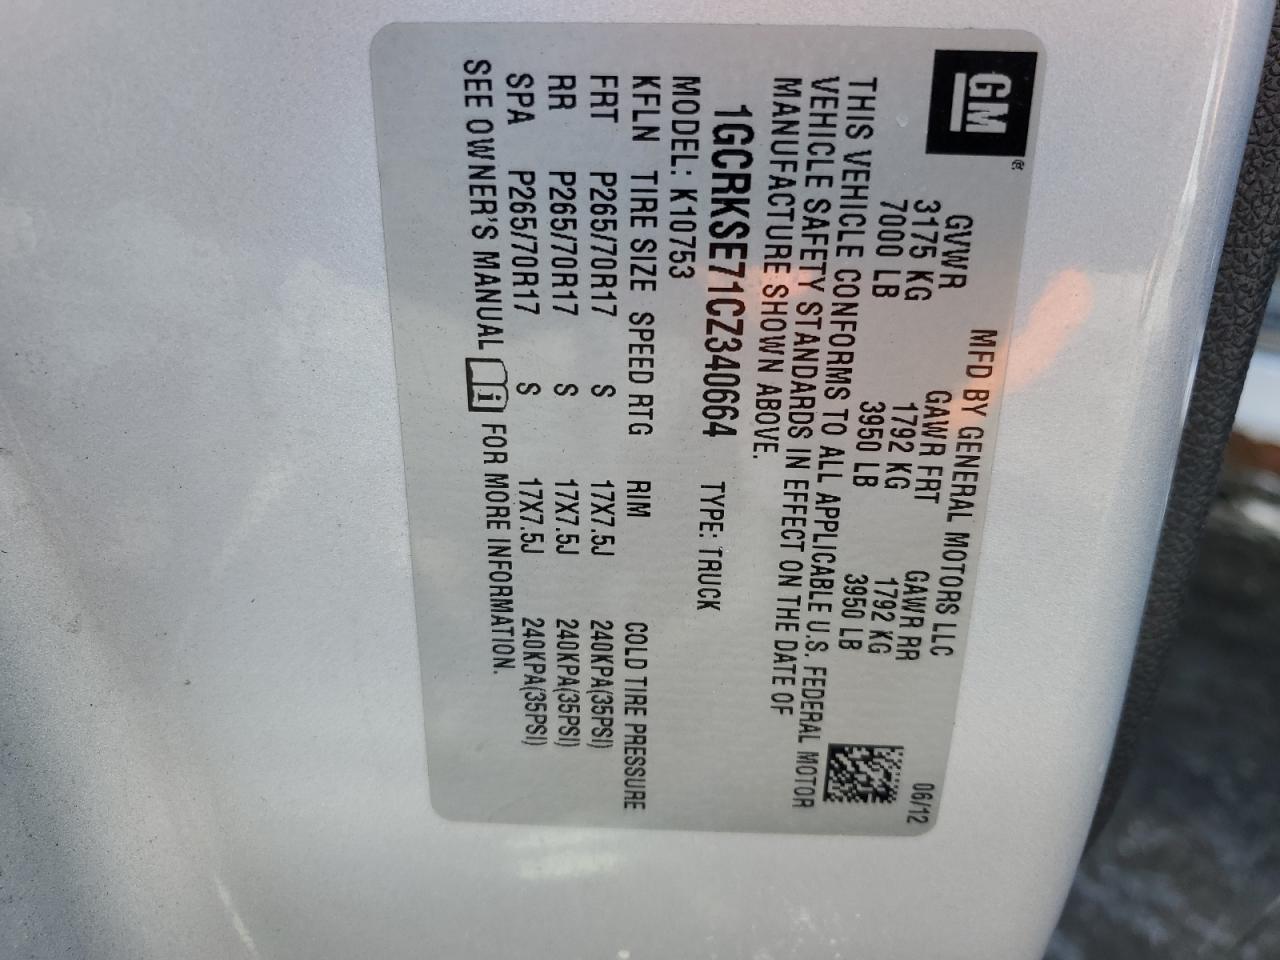 GM
MFD BY GENERAL MOTORS LLC 06/12
GVWR GAWR FRT GAWR RR
3175 KG 1792 KG 1792 KG
7000 LB 3950 LB 3950 LB
THIS VEHICLE CONFORMS TO ALL APPLICABLE U.S. FEDERAL MOTOR
VEHICLE SAFETY STANDARDS IN EFFECT ON THE DATE OF
MANUFACTURE SHOWN ABOVE.
1GCRKSE71CZ340664 TYPE: TRUCK
MODEL: K10753
KFLN TIRE SIZE SPEED RTG RIM COLD TIRE PRESSURE
FRT P265/70R17 S 17X7.5J 240KPA(35PSI)
RR P265/70R17 S 17X7.5J 240KPA(35PSI)
SPA P265/70R17 S 17X7.5J 240KPA(35PSI)
SEE OWNER'S MANUAL i FOR MORE INFORMATION.